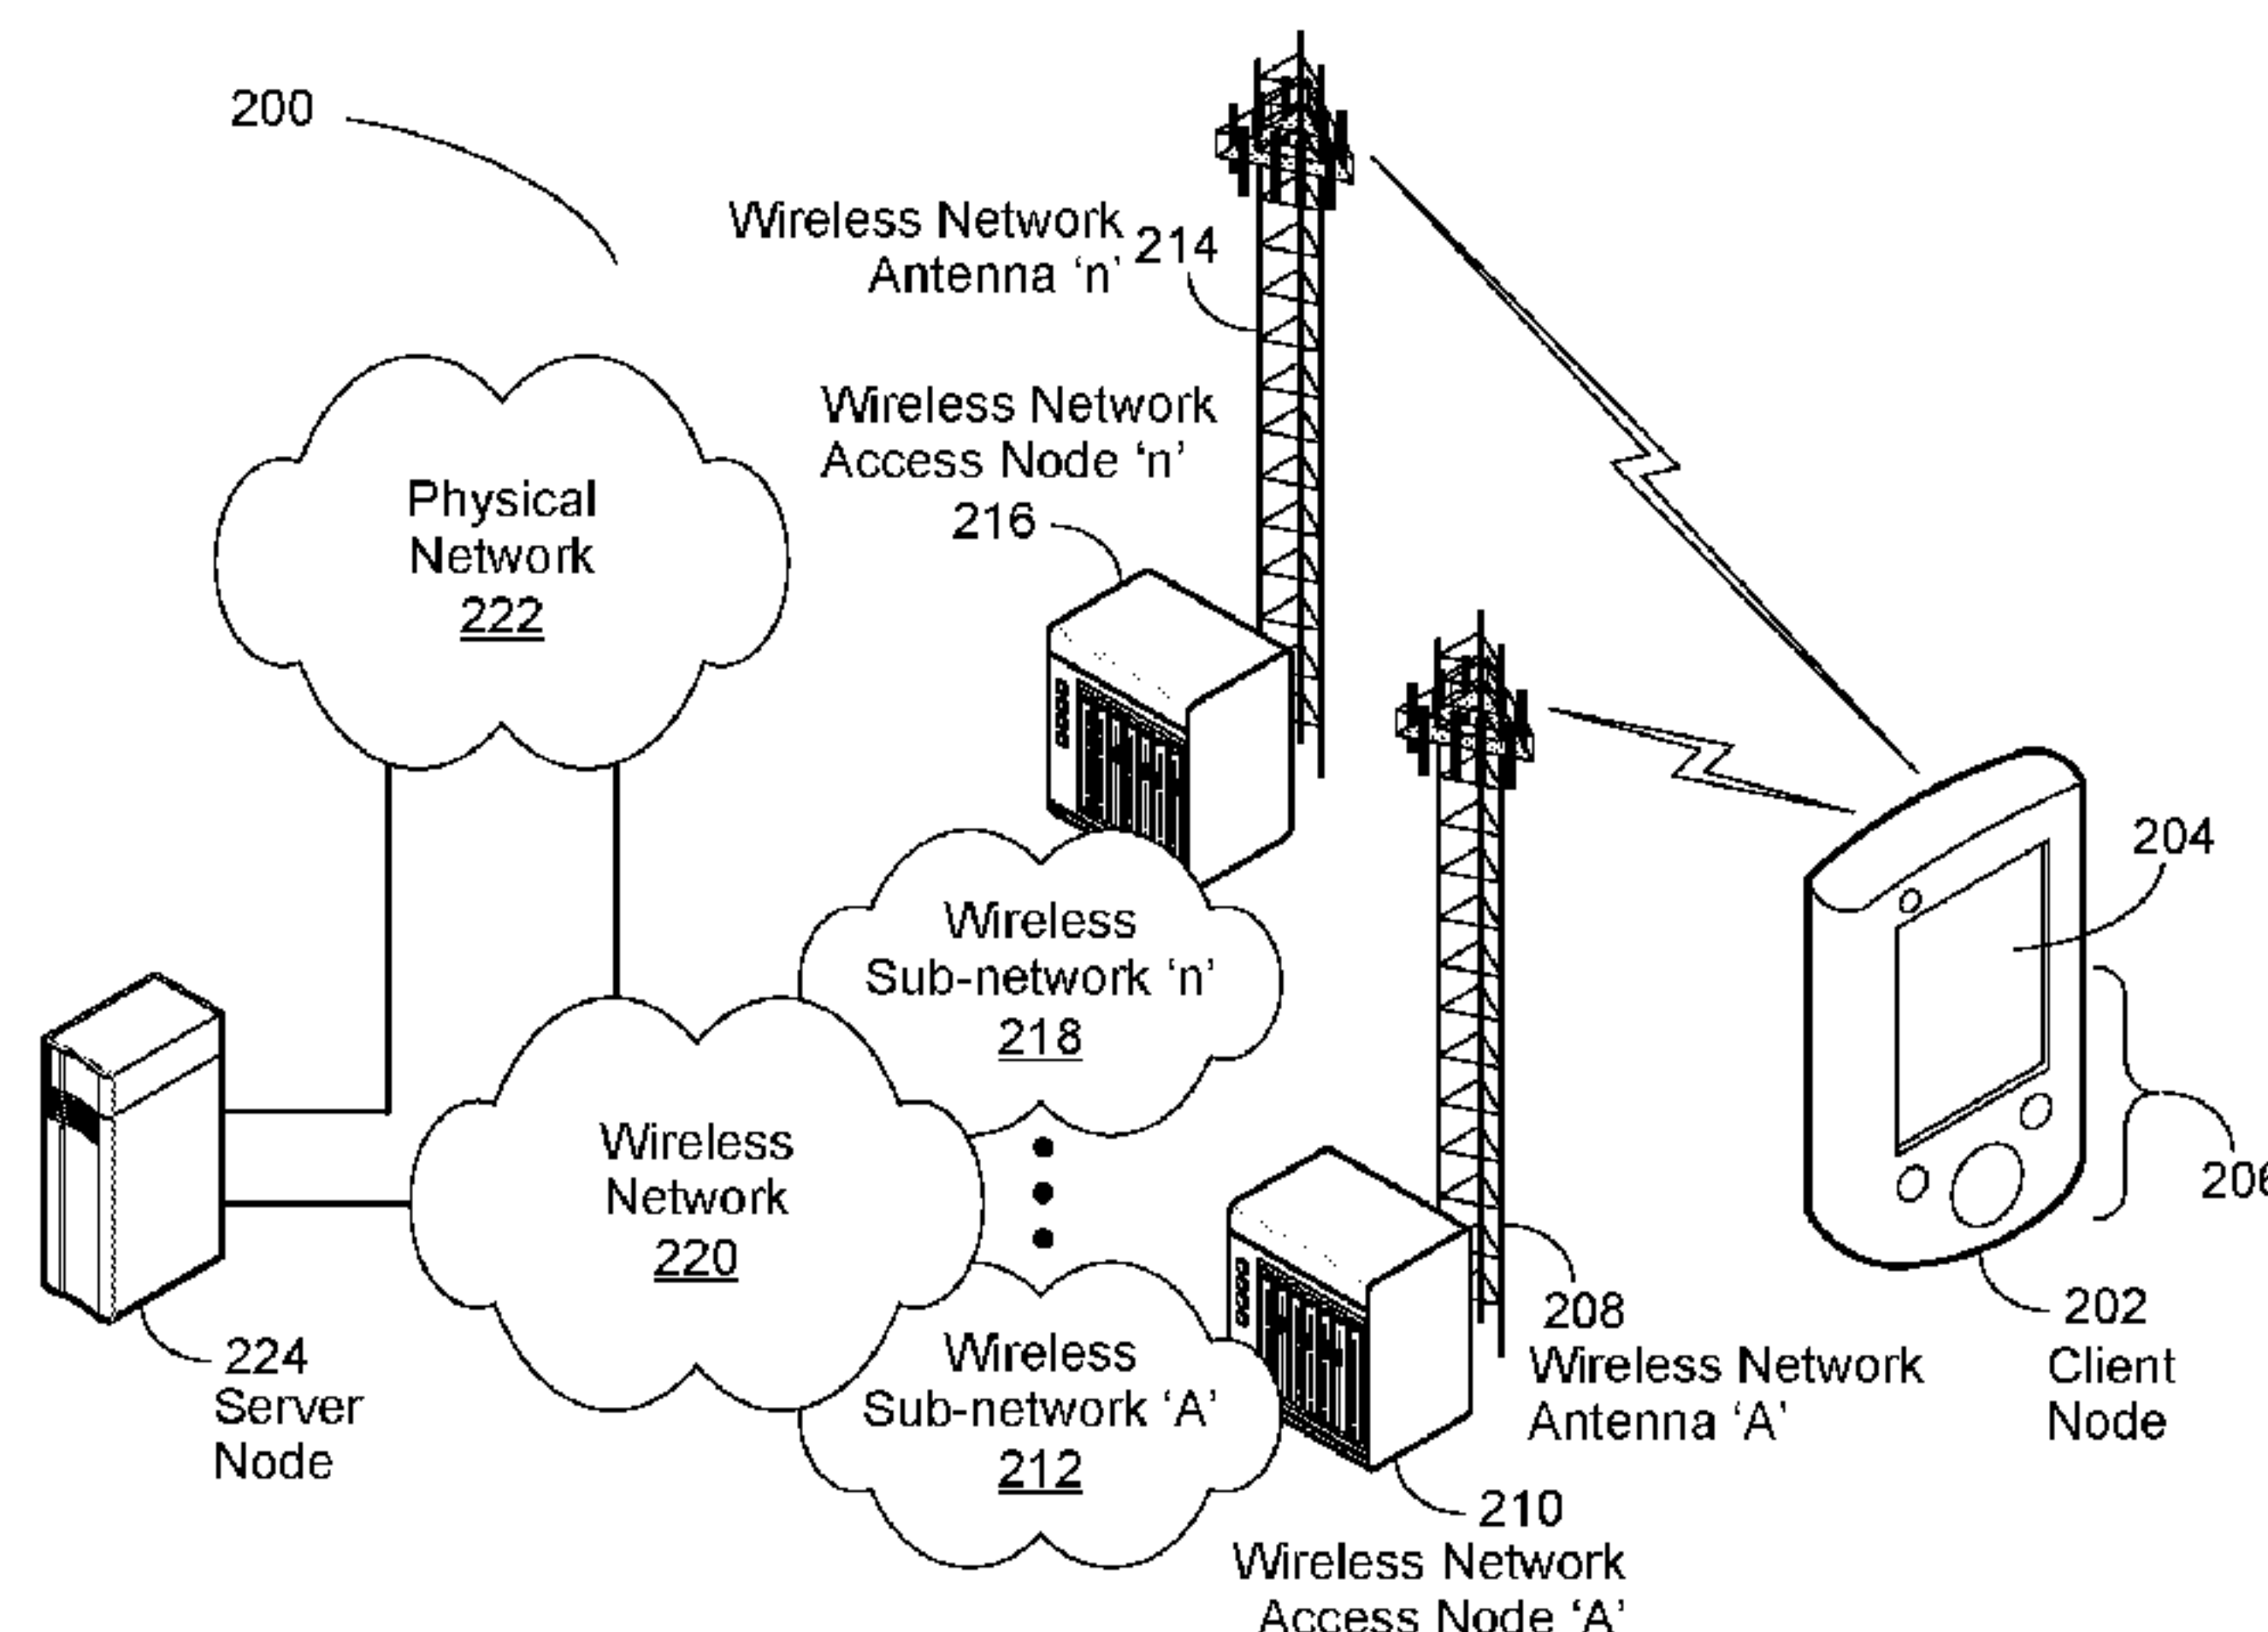 200
Wireless Network
Antenna ‘n’
214
Wireless Network
Access Node ‘n’
216
Physical
Network
222
204
Wireless
Sub-network ‘n’
218
Wireless
Network
220
206
Wireless
Sub-network ‘A’
212
224
Server
Node
208
Wireless Network
Antenna ‘A’
202
Client
Node
210
Wireless Network
Access Node ‘A’